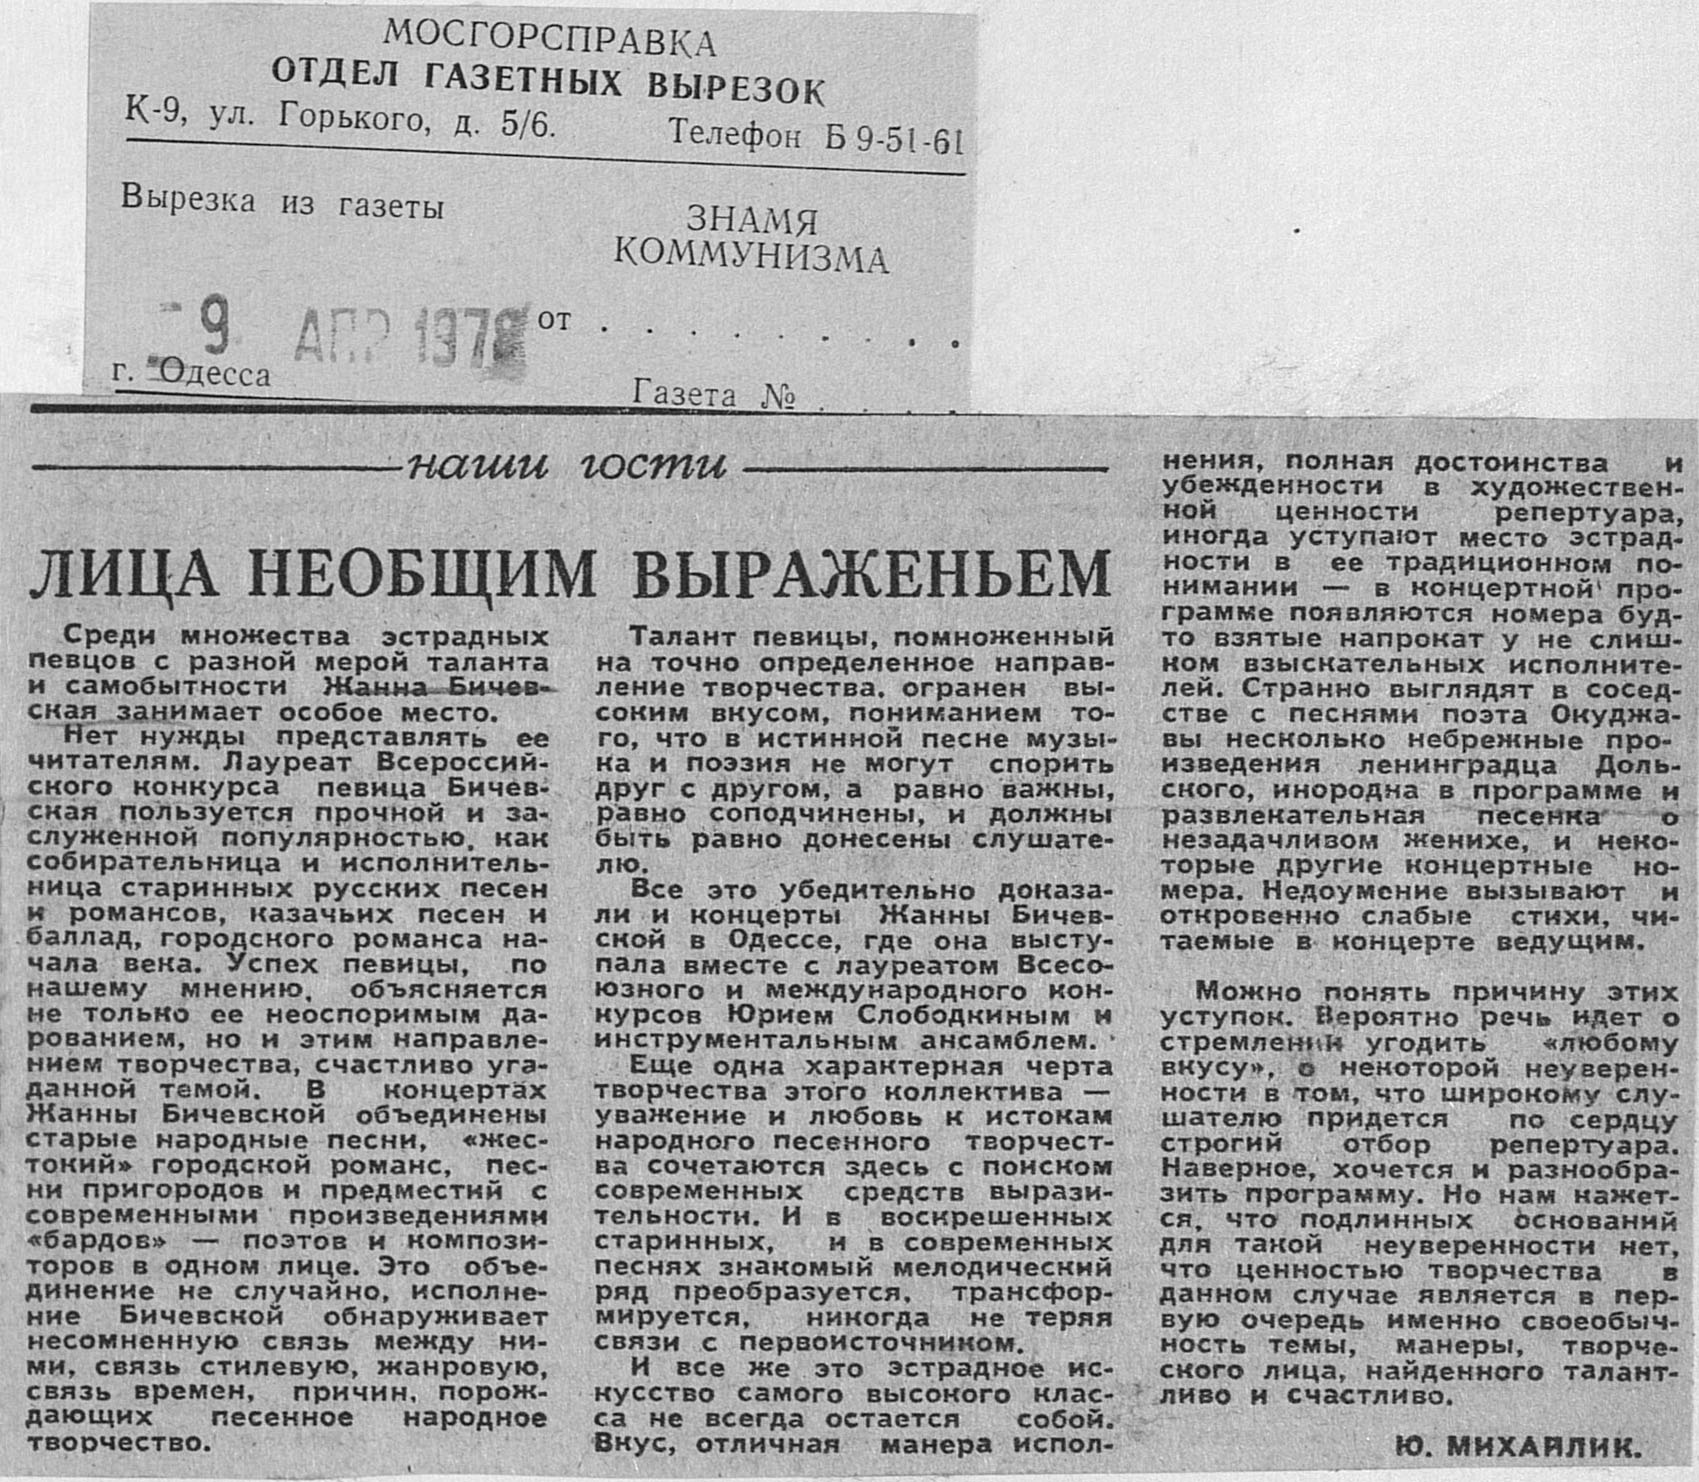 МОСГОРСПРАВКА
ОТДЕЛ ГАЗЕТНЫХ ВЫРЕЗОК
К-9, ул. Горького, д. 5/6. Телефон Б 9-51-61
Вырезка из газеты
ЗНАМЯ
КОММУНИЗМА
9 АПР 1978 от . . . . . . . . .
г. Одесса
Газета № . . . .
наши гости
ЛИЦА НЕОБЩИМ ВЫРАЖЕНЬЕМ
Среди множества эстрадных
певцов с разной мерой таланта
и самобытности Жанна Бичев-
ская занимает особое место.
Нет нужды представлять ее
читателям. Лауреат Всероссий-
ского конкурса певица Бичев-
ская пользуется прочной и за-
служенной популярностью, как
собирательница и исполнитель-
ница старинных русских песен
и романсов, казачьих песен и
баллад, городского романса на-
чала века. Успех певицы, по
нашему мнению, объясняется
не только ее неоспоримым да-
рованием, но и этим направле-
нием творчества, счастливо уга-
данной темой. В концертах
Жанны Бичевской объединены
старые народные песни, «жес-
токий» городской романс, пес-
ни пригородов и предместий с
современными произведениями
«бардов» — поэтов и компози-
торов в одном лице. Это объе-
динение не случайно, исполне-
ние Бичевской обнаруживает
несомненную связь между ни-
ми, связь стилевую, жанровую,
связь времен, причин, порож-
дающих песенное народное
творчество.
Талант певицы, помноженный
на точно определенное направ-
ление творчества, огранен вы-
соким вкусом, пониманием то-
го, что в истинной песне музы-
ка и поэзия не могут спорить
друг с другом, а равно важны,
равно соподчинены, и должны
быть равно донесены слушате-
лю.
Все это убедительно доказа-
ли и концерты Жанны Бичев-
ской в Одессе, где она высту-
пала вместе с лауреатом Всесо-
юзного и международного кон-
курсов Юрием Слободкиным и
инструментальным ансамблем.
Еще одна характерная черта
творчества этого коллектива —
уважение и любовь к истокам
народного песенного творчест-
ва сочетаются здесь с поиском
современных средств вырази-
тельности. И в воскрешенных
старинных, и в современных
песнях знакомый мелодический
ряд преобразуется, трансфор-
мируется, никогда не теряя
связи с первоисточником.
И все же это эстрадное ис-
кусство самого высокого клас-
са не всегда остается собой.
Вкус, отличная манера испол-
нения, полная достоинства и
убежденности в художествен-
ной ценности репертуара,
иногда уступают место эстрад-
ности в ее традиционном по-
нимании — в концертной про-
грамме появляются номера буд-
то взятые напрокат у не слиш-
ком взыскательных исполните-
лей. Странно выглядят в сосед-
стве с песнями поэта Окуджа-
вы несколько небрежные про-
изведения ленинградца Доль-
ского, инородна в программе и
развлекательная песенка о
незадачливом женихе, и неко-
торые другие концертные но-
мера. Недоумение вызывают и
откровенно слабые стихи, чи-
таемые в концерте ведущим.
Можно понять причину этих
уступок. Вероятно речь идет о
стремлении угодить «любому
вкусу», о некоторой неуверен-
ности в том, что широкому слу-
шателю придется по сердцу
строгий отбор репертуара.
Наверное, хочется и разнообра-
зить программу. Но нам кажет-
ся, что подлинных оснований
для такой неуверенности нет,
что ценностью творчества в
данном случае является в пер-
вую очередь именно своеобыч-
ность темы, манеры, творче-
ского лица, найденного талант-
ливо и счастливо.
Ю. МИХАЙЛИК.